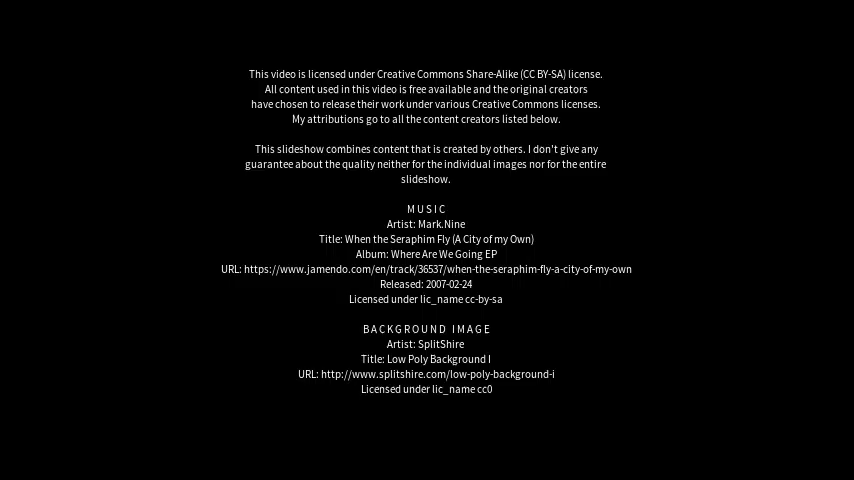 This video is licensed under Creative Commons Share-Alike (CC BY-SA) license.
All content used in this video is free available and the original creators
have chosen to release their work under various Creative Commons licenses.
My attributions go to all the content creators listed below.
This slideshow combines content that is created by others. I don't give any
guarantee about the quality neither for the individual images nor for the entire
slideshow.
MUSIC
Artist: Mark.Nine
Title: When the Seraphim Fly (A City of my Own)
Album: Where Are We Going EP
URL: https://www.jamendo.com/en/track/36537/when-the-seraphim-fly-a-city-of-my-own
Released: 2007-02-24
Licensed under lic_name cc-by-sa
BACKGROUND IMAGE
Artist: SplitShire
Title: Low Poly Background I
URL: http://www.splitshire.com/low-poly-background-i
Licensed under lic_name cc0